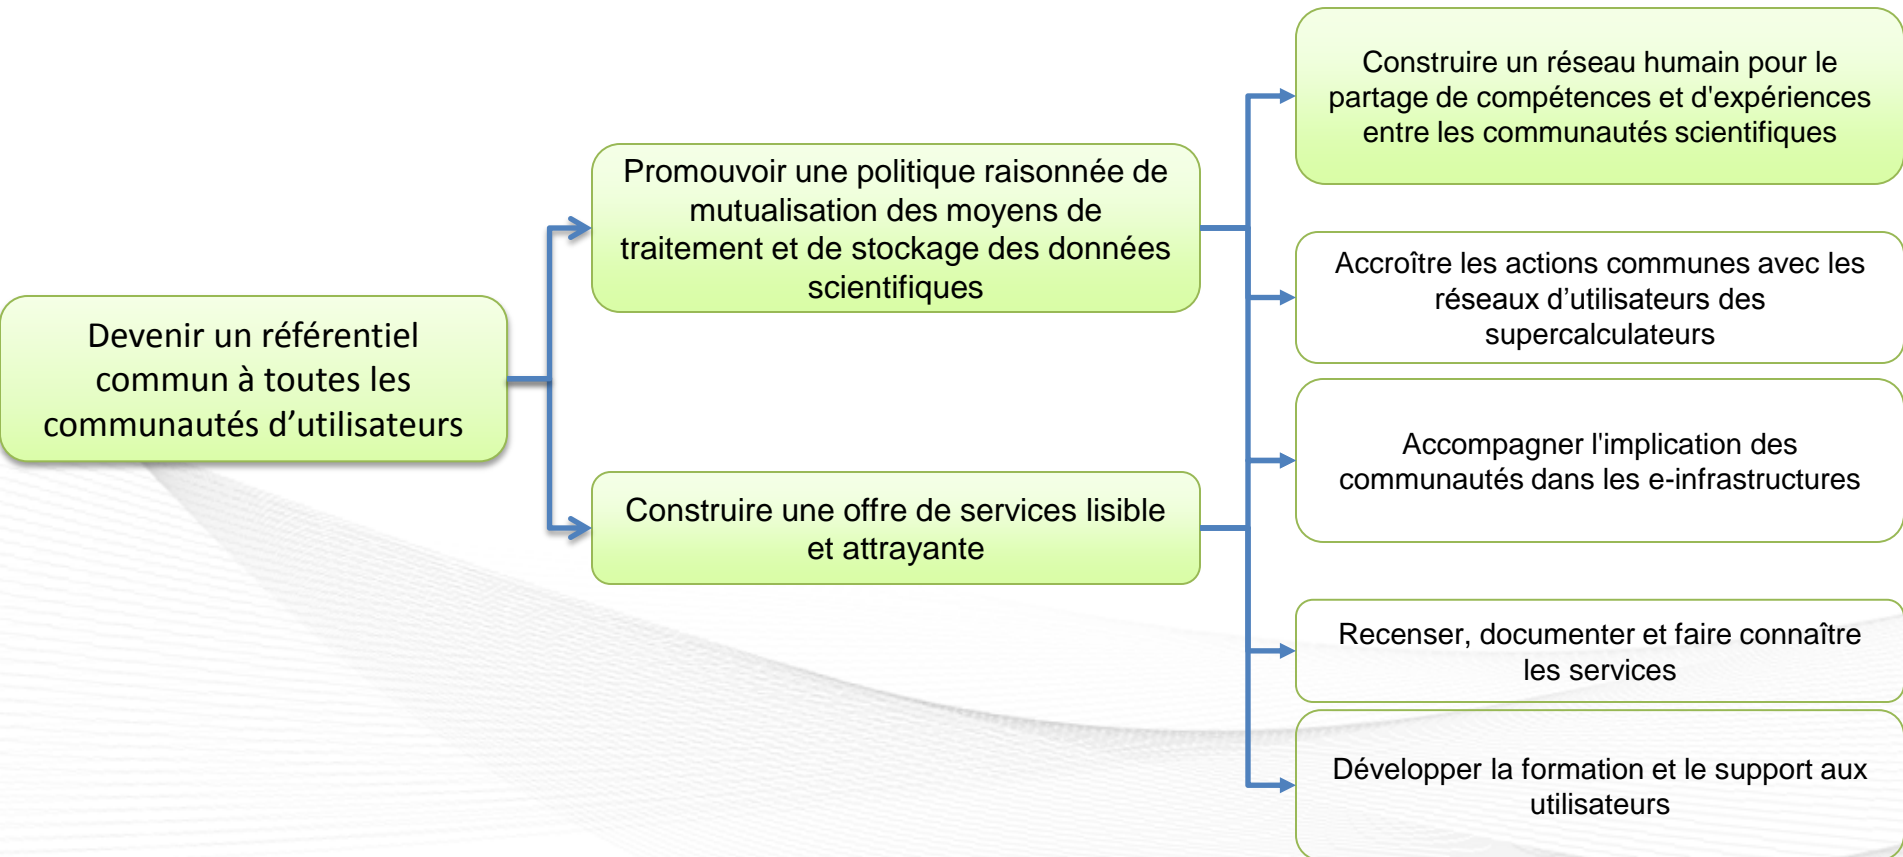 Devenir un référentiel
commun à toutes les
communautés d’utilisateurs
Promouvoir une politique raisonnée de
mutualisation des moyens de
traitement et de stockage des données
scientifiques
Construire une offre de services lisible
et attrayante
Construire un réseau humain pour le
partage de compétences et d'expériences
entre les communautés scientifiques
Accroître les actions communes avec les
réseaux d’utilisateurs des
supercalculateurs
Accompagner l'implication des
communautés dans les e-infrastructures
Recenser, documenter et faire connaître
les services
Développer la formation et le support aux
utilisateurs